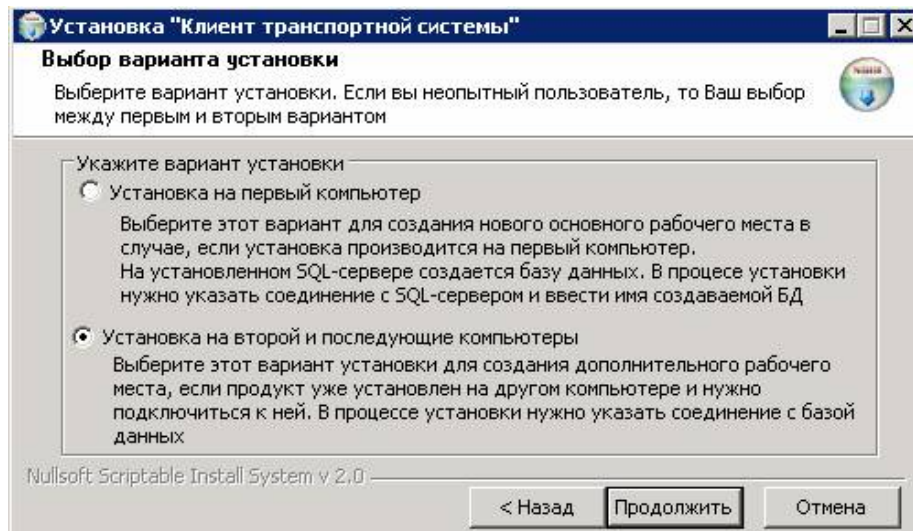 Установка "Клиент транспортной системы"
Выбор варианта установки
Выберите вариант установки. Если вы неопытный пользователь, то Ваш выбор
между первым и вторым вариантом
Укажите вариант установки
Установка на первый компьютер
Выберите этот вариант для создания нового основного рабочего места в
случае, если установка производится на первый компьютер.
На установленном SQL-сервере создается базу данных. В процесе установки
нужно указать соединение с SQL-сервером и ввести имя создаваемой БД
Установка на второй и последующие компьютеры
Выберите этот вариант установки для создания дополнительного рабочего
места, если продукт уже установлен на другом компьютере и нужно
подключиться к ней. В процессе установки нужно указать соединение с базой
данных
Nullsoft Scriptable Install System v 2.0
< Назад
Продолжить
Отмена